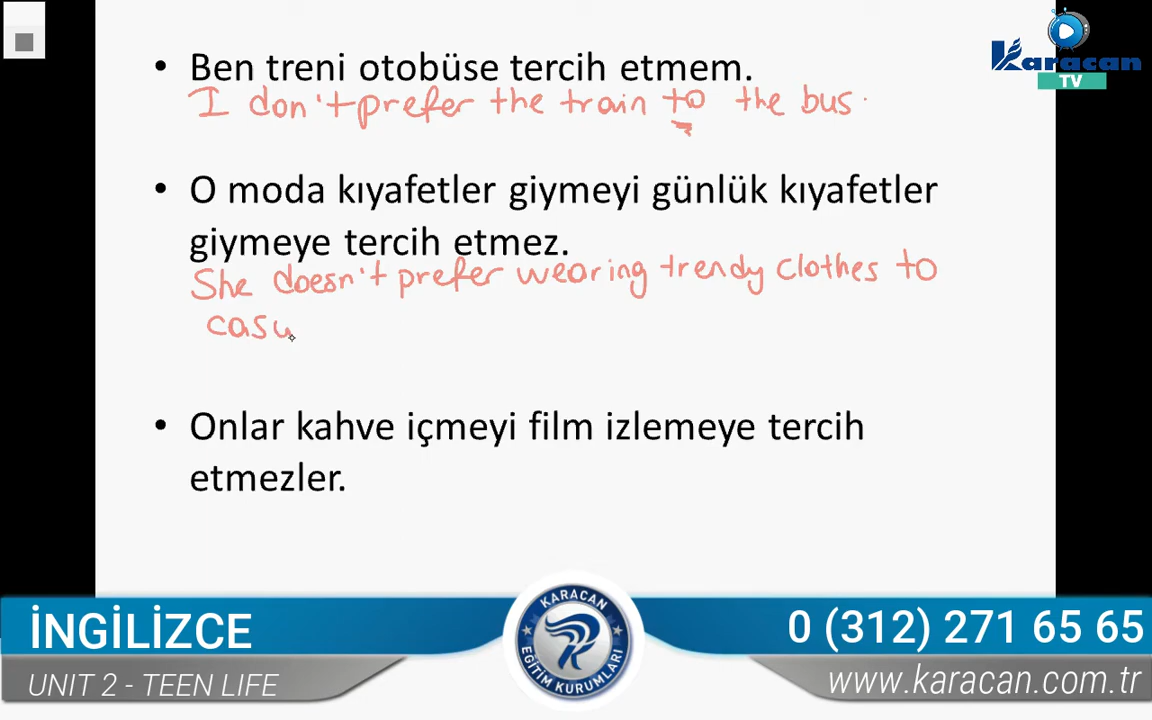 Karacan
TV
• Ben treni otobüse tercih etmem.
I don't prefer the train to the bus.
• O moda kıyafetler giymeyi günlük kıyafetler
giymeye tercih etmez.
She doesn't prefer wearing trendy clothes to
casu
• Onlar kahve içmeyi film izlemeye tercih
etmezler.
İNGİLİZCE
KARACAN
EĞİTİM KURUMLARI
0 (312) 271 65 65
UNIT 2 - TEEN LIFE
www.karacan.com.tr